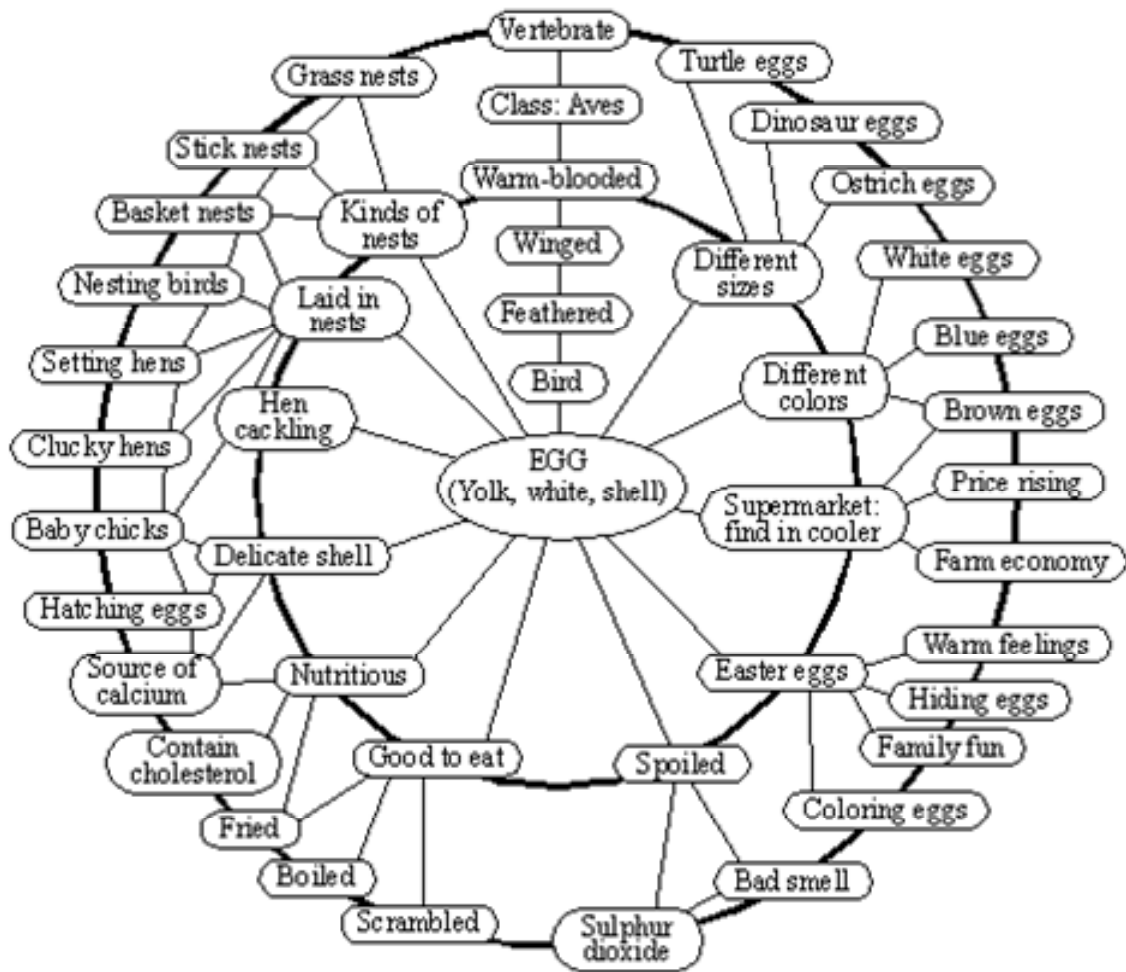 Vertebrate
Grass nests
Turtle eggs
Class: Aves
Dinosaur eggs
Stick nests
Warm-blooded
Ostrich eggs
Basket nests
Kinds of
nests
Winged
Different
sizes
White eggs
Nesting birds
Laid in
nests
Feathered
Blue eggs
Setting hens
Bird
Different
colors
Hen
cackling
Brown eggs
Clucky hens
EGG
(Yolk, white, shell)
Price rising
Supermarket:
find in cooler
Baby chicks
Delicate shell
Farm economy
Hatching eggs
Warm feelings
Source of
calcium
Nutritious
Easter eggs
Hiding eggs
Contain
cholesterol
Good to eat
Spoiled
Family fun
Coloring eggs
Fried
Boiled
Bad smell
Scrambled
Sulphur
dioxide